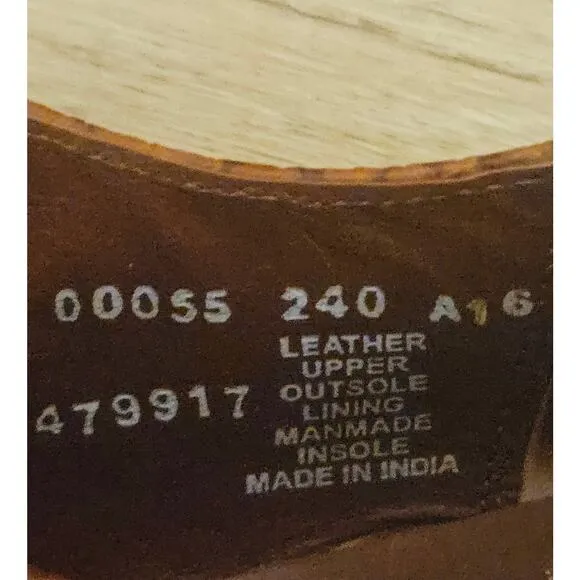 00055 240 A16
479917
LEATHER
UPPER
OUTSOLE
LINING
MANMADE
INSOLE
MADE IN INDIA